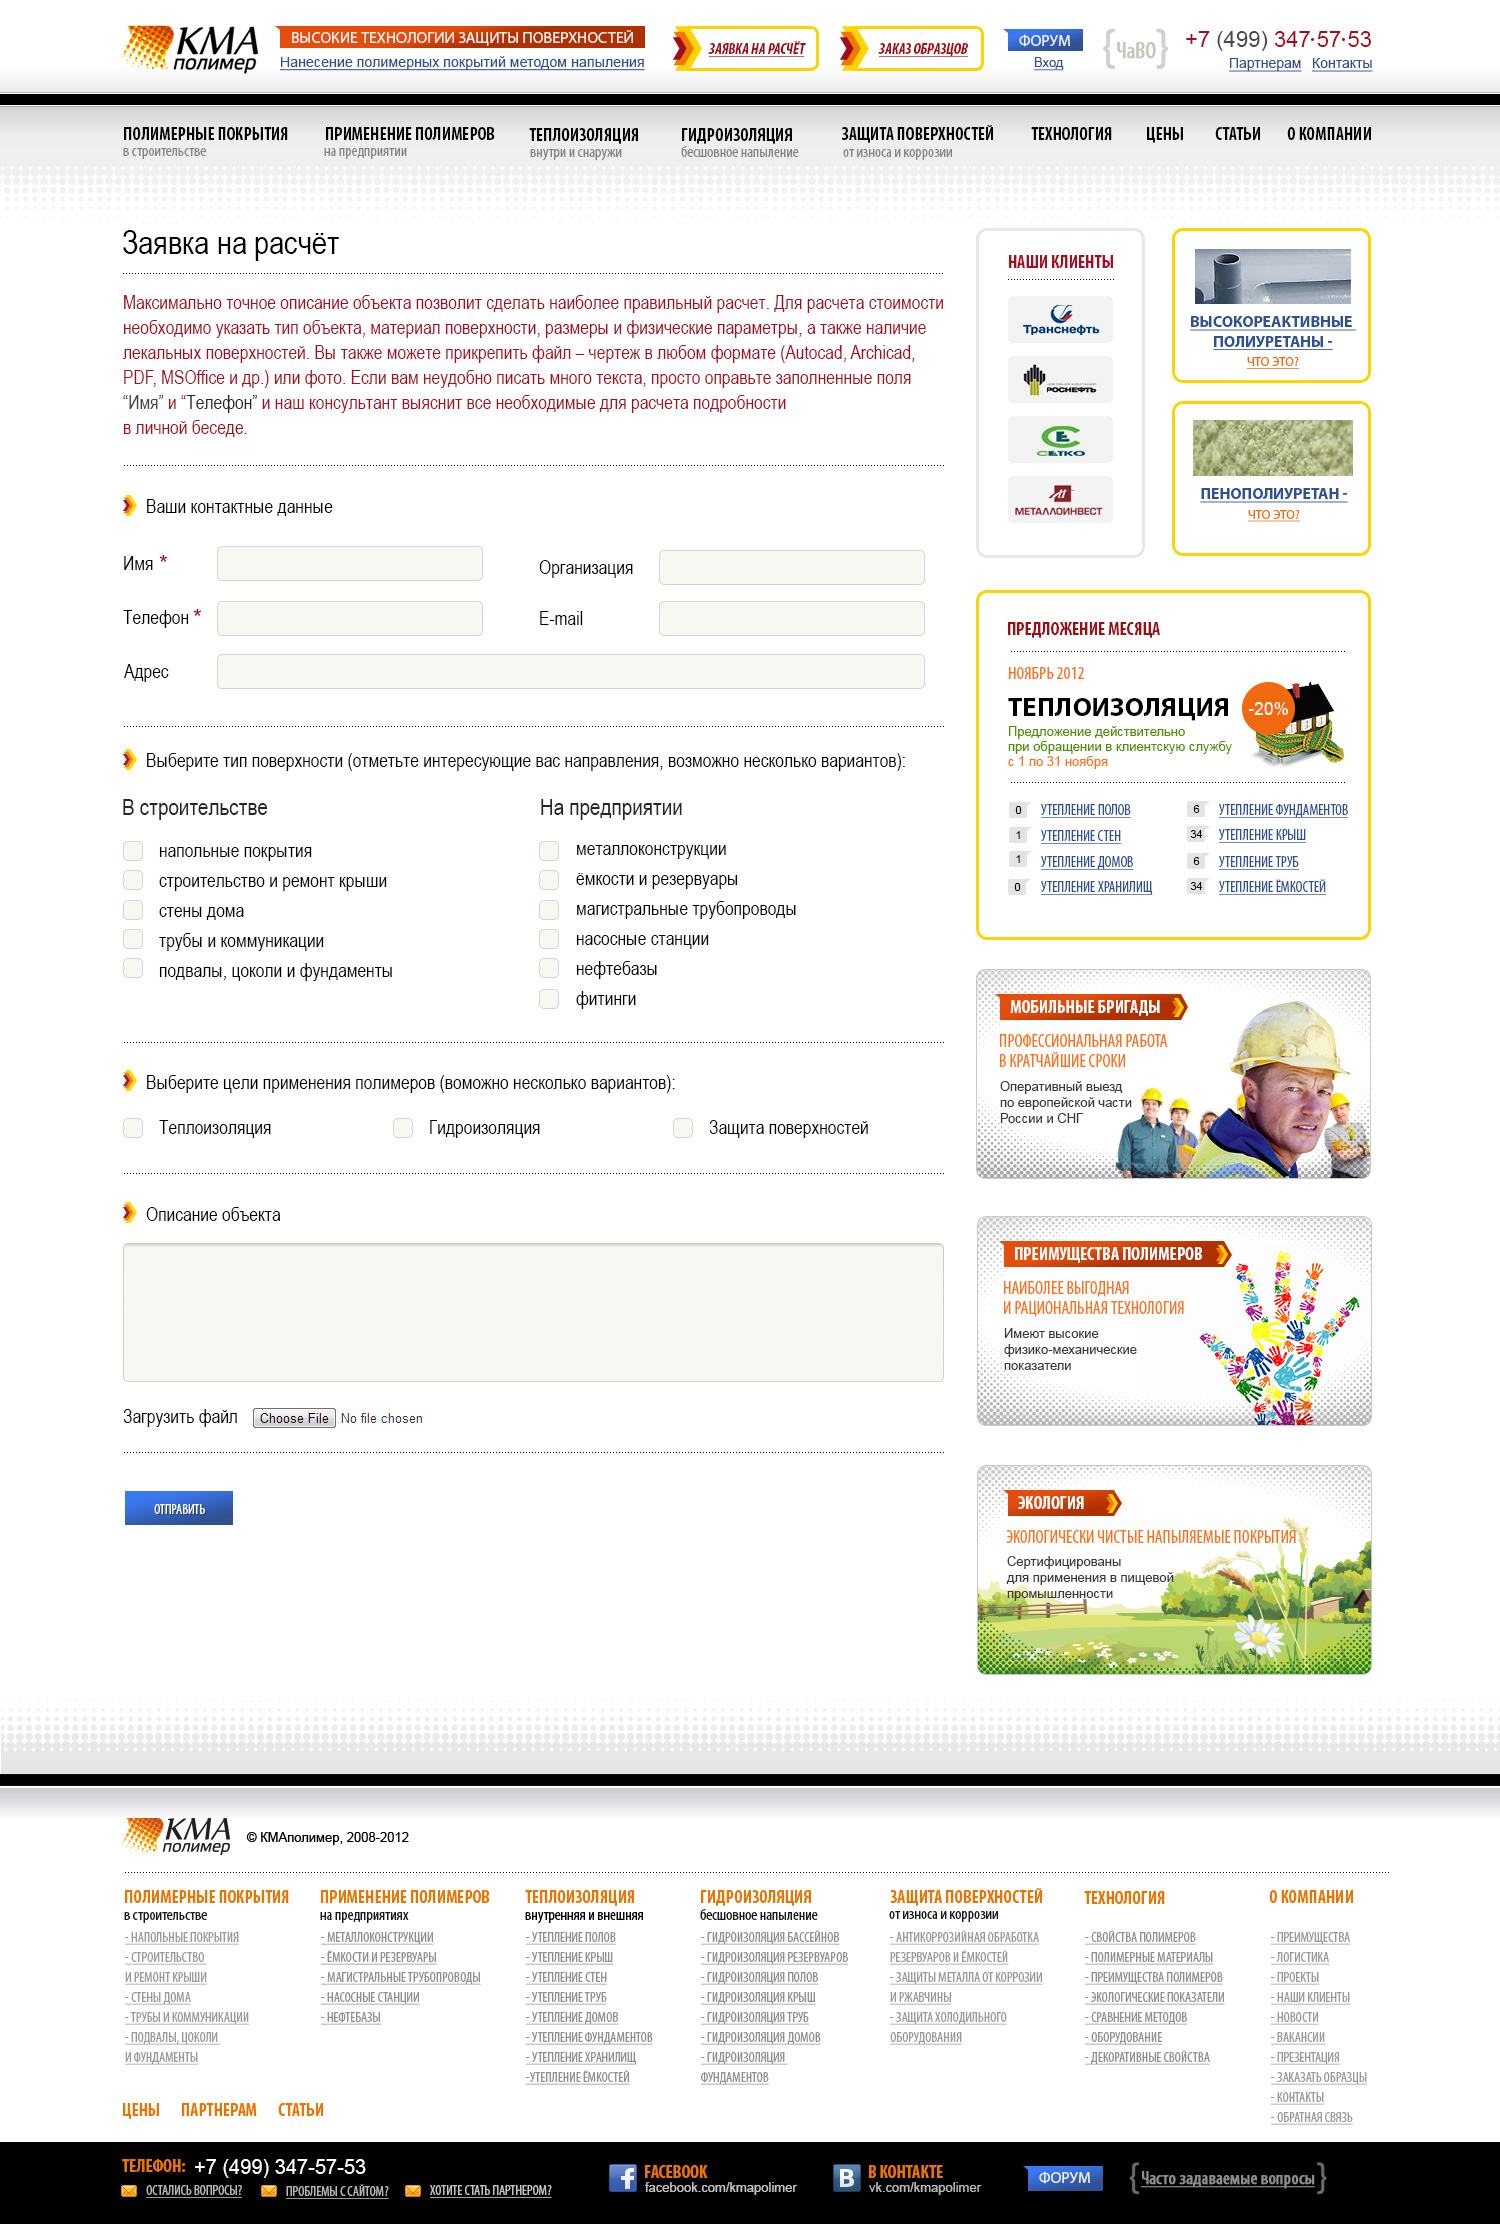 КМА
полимер
ВЫСОКИЕ ТЕХНОЛОГИИ ЗАЩИТЫ ПОВЕРХНОСТЕЙ
Нанесение полимерных покрытий методом напыления
ЗАЯВКА НА РАСЧЁТ
ЗАКАЗ ОБРАЗЦОВ
ФОРУМ
Вход
{ЧаВО}
+7 (499) 347·57·53
Партнерам Контакты
ПОЛИМЕРНЫЕ ПОКРЫТИЯ
в строительстве
ПРИМЕНЕНИЕ ПОЛИМЕРОВ
на предприятии
ТЕПЛОИЗОЛЯЦИЯ
внутри и снаружи
ГИДРОИЗОЛЯЦИЯ
бесшовное напыление
ЗАЩИТА ПОВЕРХНОСТЕЙ
от износа и коррозии
ТЕХНОЛОГИЯ
ЦЕНЫ
СТАТЬИ
О КОМПАНИИ
Заявка на расчёт
Максимально точное описание объекта позволит сделать наиболее правильный расчет. Для расчета стоимости
необходимо указать тип объекта, материал поверхности, размеры и физические параметры, а также наличие
лекальных поверхностей. Вы также можете прикрепить файл – чертеж в любом формате (Autocad, Archicad,
PDF, MSOffice и др.) или фото. Если вам неудобно писать много текста, просто оправьте заполненные поля
“Имя” и “Телефон” и наш консультант выяснит все необходимые для расчета подробности
в личной беседе.
Ваши контактные данные
Имя *
Организация
Телефон *
E-mail
Адрес
Выберите тип поверхности (отметьте интересующие вас направления, возможно несколько вариантов):
В строительстве
напольные покрытия
строительство и ремонт крыши
стены дома
трубы и коммуникации
подвалы, цоколи и фундаменты
На предприятии
металлоконструкции
ёмкости и резервуары
магистральные трубопроводы
насосные станции
нефтебазы
фитинги
Выберите цели применения полимеров (воможно несколько вариантов):
Теплоизоляция
Гидроизоляция
Защита поверхностей
Описание объекта
Загрузить файл
Choose File No file chosen
ОТПРАВИТЬ
НАШИ КЛИЕНТЫ
Транснефть
РОСНЕФТЬ
СЕТКО
МЕТАЛЛОИНВЕСТ
ВЫСОКОРЕАКТИВНЫЕ
ПОЛИУРЕТАНЫ -
ЧТО ЭТО?
ПЕНОПОЛИУРЕТАН -
ЧТО ЭТО?
ПРЕДЛОЖЕНИЕ МЕСЯЦА
НОЯБРЬ 2012
ТЕПЛОИЗОЛЯЦИЯ
-20%
Предложение действительно
при обращении в клиентскую службу
с 1 по 31 ноября
0 УТЕПЛЕНИЕ ПОЛОВ
1 УТЕПЛЕНИЕ СТЕН
1 УТЕПЛЕНИЕ ДОМОВ
0 УТЕПЛЕНИЕ ХРАНИЛИЩ
6 УТЕПЛЕНИЕ ФУНДАМЕНТОВ
34 УТЕПЛЕНИЕ КРЫШ
6 УТЕПЛЕНИЕ ТРУБ
34 УТЕПЛЕНИЕ ЁМКОСТЕЙ
МОБИЛЬНЫЕ БРИГАДЫ
ПРОФЕССИОНАЛЬНАЯ РАБОТА
В КРАТЧАЙШИЕ СРОКИ
Оперативный выезд
по европейской части
России и СНГ
ПРЕИМУЩЕСТВА ПОЛИМЕРОВ
НАИБОЛЕЕ ВЫГОДНАЯ
И РАЦИОНАЛЬНАЯ ТЕХНОЛОГИЯ
Имеют высокие
физико-механические
показатели
ЭКОЛОГИЯ
ЭКОЛОГИЧЕСКИ ЧИСТЫЕ НАПЫЛЯЕМЫЕ ПОКРЫТИЯ
Сертифицированы
для применения в пищевой
промышленности
КМА
полимер
© КМАполимер, 2008-2012
ПОЛИМЕРНЫЕ ПОКРЫТИЯ
в строительстве
- НАПОЛЬНЫЕ ПОКРЫТИЯ
- СТРОИТЕЛЬСТВО
И РЕМОНТ КРЫШИ
- СТЕНЫ ДОМА
- ТРУБЫ И КОММУНИКАЦИИ
- ПОДВАЛЫ, ЦОКОЛИ
И ФУНДАМЕНТЫ
ПРИМЕНЕНИЕ ПОЛИМЕРОВ
на предприятиях
- МЕТАЛЛОКОНСТРУКЦИИ
- ЁМКОСТИ И РЕЗЕРВУАРЫ
- МАГИСТРАЛЬНЫЕ ТРУБОПРОВОДЫ
- НАСОСНЫЕ СТАНЦИИ
- НЕФТЕБАЗЫ
ТЕПЛОИЗОЛЯЦИЯ
внутренняя и внешняя
- УТЕПЛЕНИЕ ПОЛОВ
- УТЕПЛЕНИЕ КРЫШ
- УТЕПЛЕНИЕ СТЕН
- УТЕПЛЕНИЕ ТРУБ
- УТЕПЛЕНИЕ ДОМОВ
- УТЕПЛЕНИЕ ФУНДАМЕНТОВ
- УТЕПЛЕНИЕ ХРАНИЛИЩ
-УТЕПЛЕНИЕ ЁМКОСТЕЙ
ГИДРОИЗОЛЯЦИЯ
бесшовное напыление
- ГИДРОИЗОЛЯЦИЯ БАССЕЙНОВ
- ГИДРОИЗОЛЯЦИЯ РЕЗЕРВУАРОВ
- ГИДРОИЗОЛЯЦИЯ ПОЛОВ
- ГИДРОИЗОЛЯЦИЯ КРЫШ
- ГИДРОИЗОЛЯЦИЯ ТРУБ
- ГИДРОИЗОЛЯЦИЯ ДОМОВ
- ГИДРОИЗОЛЯЦИЯ
ФУНДАМЕНТОВ
ЗАЩИТА ПОВЕРХНОСТЕЙ
от износа и коррозии
- АНТИКОРРОЗИЙНАЯ ОБРАБОТКА
РЕЗЕРВУАРОВ И ЁМКОСТЕЙ
- ЗАЩИТЫ МЕТАЛЛА ОТ КОРРОЗИИ
И РЖАВЧИНЫ
- ЗАЩИТА ХОЛОДИЛЬНОГО
ОБОРУДОВАНИЯ
ТЕХНОЛОГИЯ
- СВОЙСТВА ПОЛИМЕРОВ
- ПОЛИМЕРНЫЕ МАТЕРИАЛЫ
- ПРЕИМУЩЕСТВА ПОЛИМЕРОВ
- ЭКОЛОГИЧЕСКИЕ ПОКАЗАТЕЛИ
- СРАВНЕНИЕ МЕТОДОВ
- ОБОРУДОВАНИЕ
- ДЕКОРАТИВНЫЕ СВОЙСТВА
О КОМПАНИИ
- ПРЕИМУЩЕСТВА
- ЛОГИСТИКА
- ПРОЕКТЫ
- НАШИ КЛИЕНТЫ
- НОВОСТИ
- ВАКАНСИИ
- ПРЕЗЕНТАЦИЯ
- ЗАКАЗАТЬ ОБРАЗЦЫ
- КОНТАКТЫ
- ОБРАТНАЯ СВЯЗЬ
ЦЕНЫ ПАРТНЕРАМ СТАТЬИ
ТЕЛЕФОН: +7 (499) 347-57-53
ОСТАЛИСЬ ВОПРОСЫ? ПРОБЛЕМЫ С САЙТОМ? ХОТИТЕ СТАТЬ ПАРТНЕРОМ?
FACEBOOK
facebook.com/kmapolimer
В КОНТАКТЕ
vk.com/kmapolimer
ФОРУМ
{Часто задаваемые вопросы}